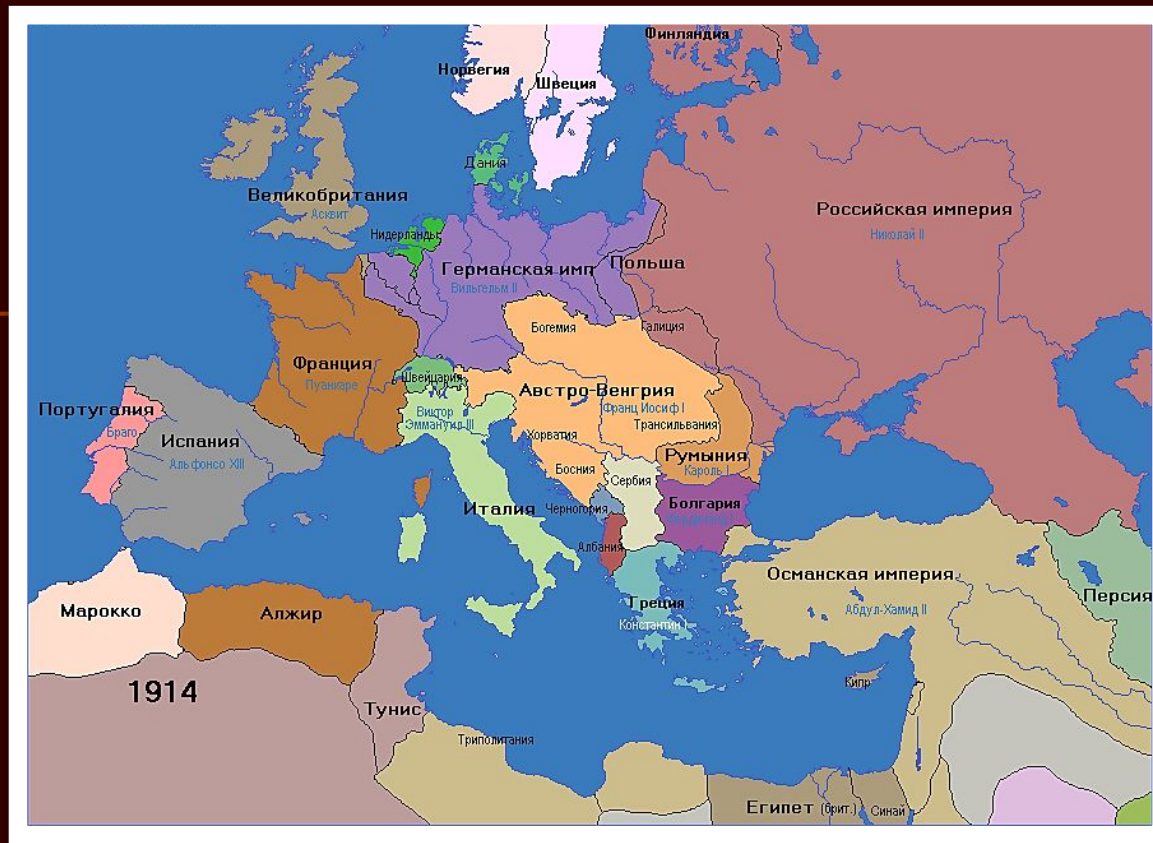 Финляндия
Норвегия
Швеция
Дания
Великобритания
Асквит
Российская империя
Николай II
Нидерланды
Германская имп
Вильгельм II
Польша
Богемия
Галиция
Франция
Пуанкаре
Швейцария
Австро-Венгрия
Франц Иосиф I
Трансильвания
Виктор
Эммануил III
Португалия
Браго
Испания
Альфонсо XIII
Хорватия
Румыния
Кароль I
Босния
Сербия
Болгария
Италия
Черногория
Албания
Османская империя
Абдул-Хамид II
Персия
Греция
Константин I
Марокко
Алжир
1914
Тунис
Кипр
Триполитания
Египет (брит.)
Синай